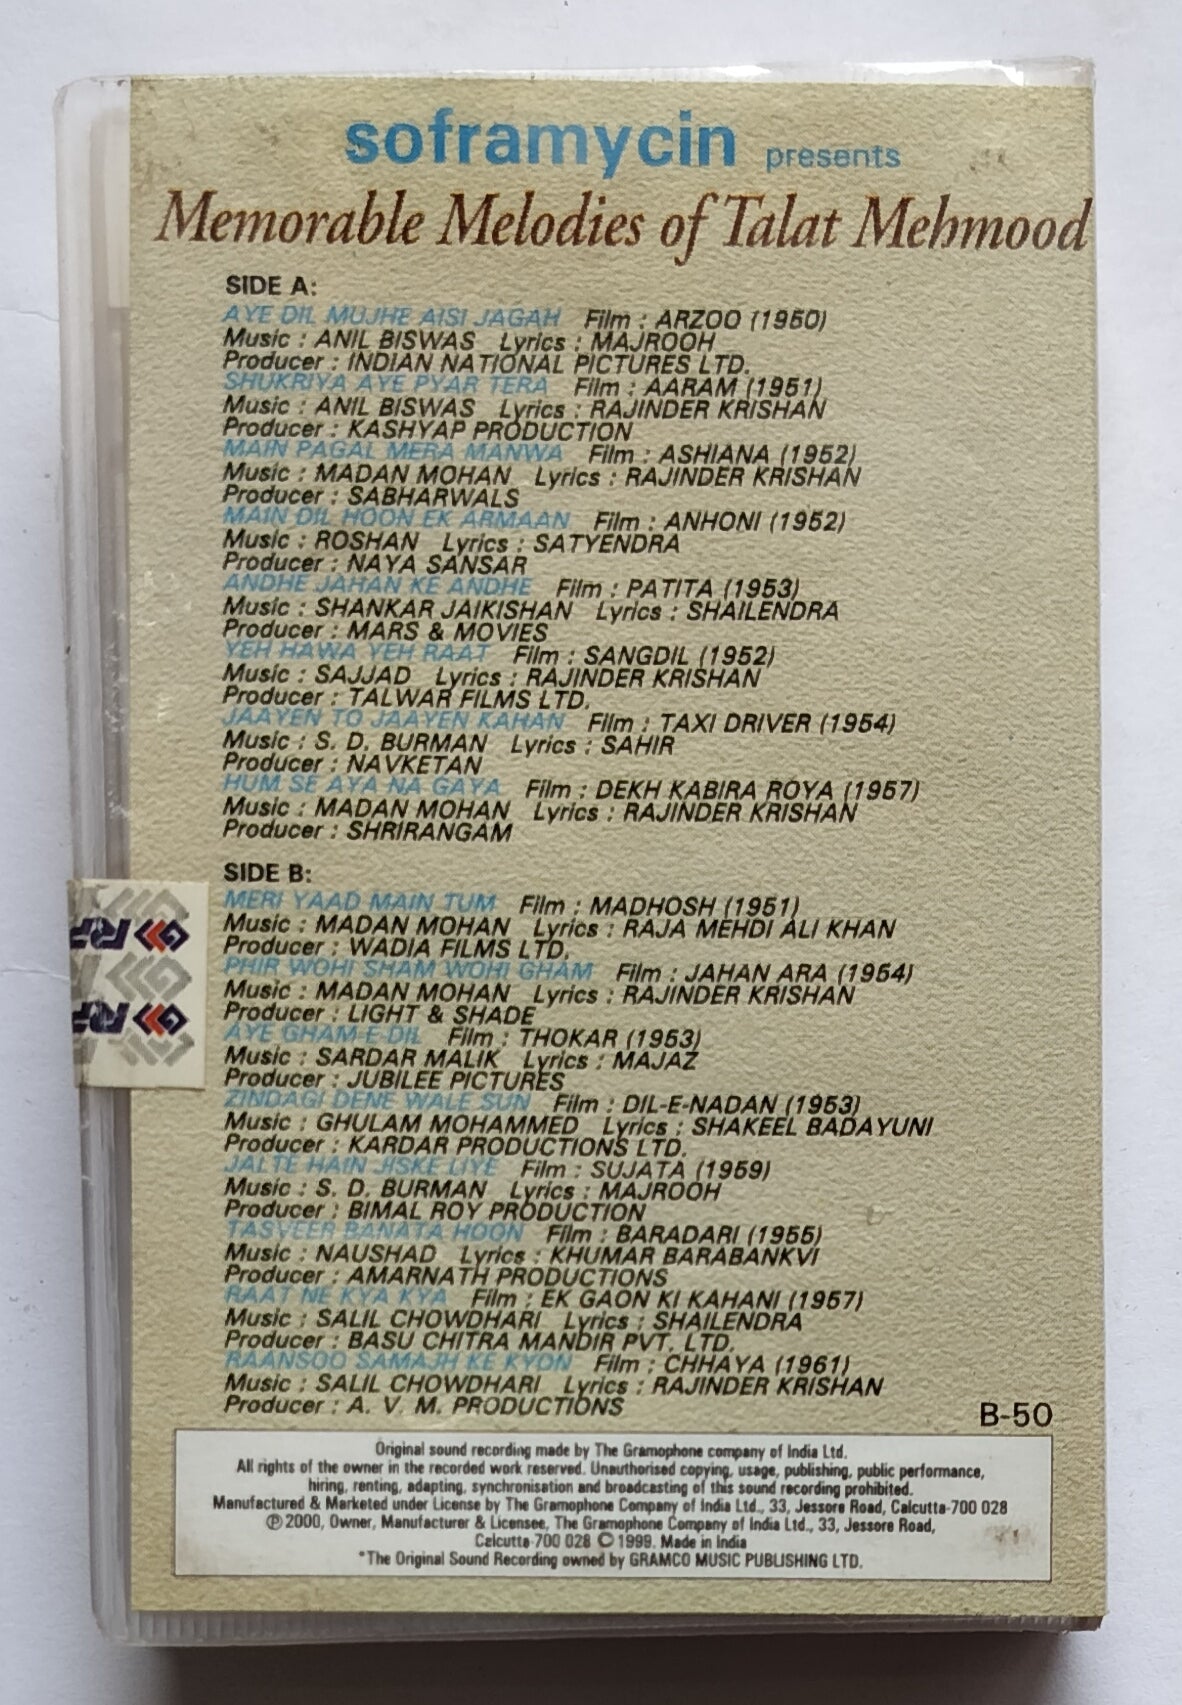 soframycin presents
Memorable Melodies of Talat Mehmood
SIDE A:
AYE DIL MUJHE AISI JAGAH Film : ARZOO (1950)
Music : ANIL BISWAS Lyrics : MAJROOH
Producer : INDIAN NATIONAL PICTURES LTD.
SHUKRIYA AYE PYAR TERA Film : AARAM (1951)
Music : ANIL BISWAS Lyrics : RAJINDER KRISHAN
Producer : KASHYAP PRODUCTION
MAIN PAGAL MERA MANWA Film : ASHIANA (1952)
Music : MADAN MOHAN Lyrics : RAJINDER KRISHAN
Producer : SABHARWALS
MAIN DIL HOON EK ARMAAN Film : ANHONI (1952)
Music : ROSHAN Lyrics : SATYENDRA
Producer : NAYA SANSAR
ANDHE JAHAN KE ANDHE Film : PATITA (1953)
Music : SHANKAR JAIKISHAN Lyrics : SHAILENDRA
Producer : MARS & MOVIES
YEH HAWA YEH RAAT Film : SANGDIL (1952)
Music : SAJJAD Lyrics : RAJINDER KRISHAN
Producer : TALWAR FILMS LTD.
JAAYEN TO JAAYEN KAHAN Film : TAXI DRIVER (1954)
Music : S. D. BURMAN Lyrics : SAHIR
Producer : NAVKETAN
HUM SE AYA NA GAYA Film : DEKH KABIRA ROYA (1957)
Music : MADAN MOHAN Lyrics : RAJINDER KRISHAN
Producer : SHRIRANGAM
SIDE B:
MERI YAAD MAIN TUM Film : MADHOSH (1951)
Music : MADAN MOHAN Lyrics : RAJA MEHDI ALI KHAN
Producer : WADIA FILMS LTD.
PHIR WOHI SHAM WOHI GHAM Film : JAHAN ARA (1954)
Music : MADAN MOHAN Lyrics : RAJINDER KRISHAN
Producer : LIGHT & SHADE
AYE GHAM-E-DIL Film : THOKAR (1953)
Music : SARDAR MALIK Lyrics : MAJAZ
Producer : JUBILEE PICTURES
ZINDAGI DENE WALE SUN Film : DIL-E-NADAN (1953)
Music : GHULAM MOHAMMED Lyrics : SHAKEEL BADAYUNI
Producer : KARDAR PRODUCTIONS LTD.
JALTE HAIN JISKE LIYE Film : SUJATA (1959)
Music : S. D. BURMAN Lyrics : MAJROOH
Producer : BIMAL ROY PRODUCTION
TASVEER BANATA HOON Film : BARADARI (1955)
Music : NAUSHAD Lyrics : KHUMAR BARABANKVI
Producer : AMARNATH PRODUCTIONS
RAAT NE KYA KYA Film : EK GAON KI KAHANI (1957)
Music : SALIL CHOWDHARI Lyrics : SHAILENDRA
Producer : BASU CHITRA MANDIR PVT. LTD.
RAANSOO SAMAJH KE KYON Film : CHHAYA (1961)
Music : SALIL CHOWDHARI Lyrics : RAJINDER KRISHAN
Producer : A. V. M. PRODUCTIONS
B-50
Original sound recording made by The Gramophone company of India Ltd.
All rights of the owner in the recorded work reserved. Unauthorised copying, usage, publishing, public performance,
hiring, renting, adapting, synchronisation and broadcasting of this sound recording prohibited.
Manufactured & Marketed under License by The Gramophone Company of India Ltd., 33, Jessore Road, Calcutta-700 028
℗ 2000, Owner, Manufacturer & Licensee, The Gramophone Company of India Ltd., 33, Jessore Road,
Calcutta-700 028 © 1999. Made in India
*The Original Sound Recording owned by GRAMCO MUSIC PUBLISHING LTD.